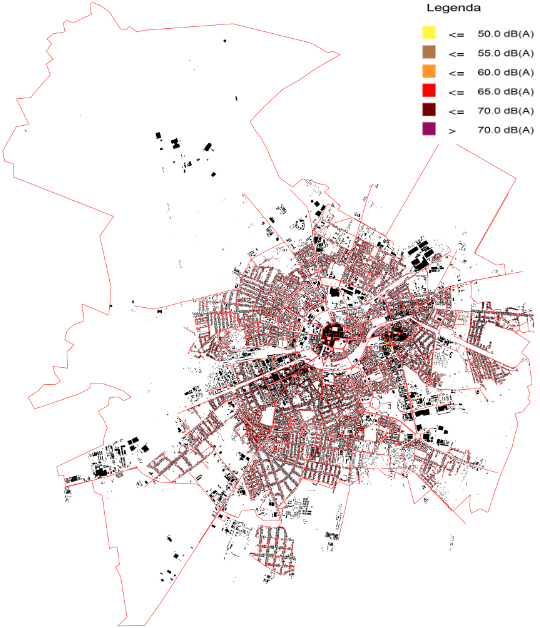 Legenda
<= 50.0 dB(A)
<= 55.0 dB(A)
<= 60.0 dB(A)
<= 65.0 dB(A)
<= 70.0 dB(A)
> 70.0 dB(A)